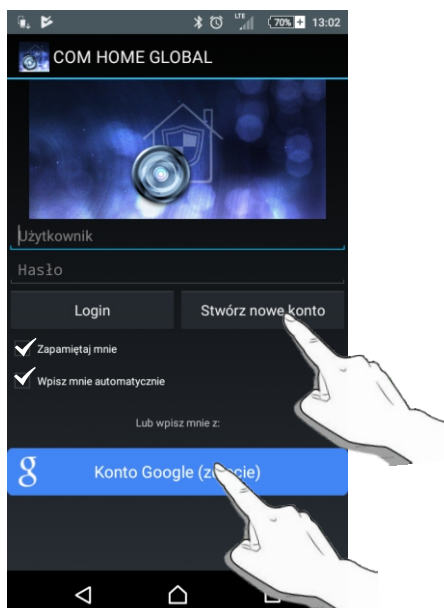 LTE 70% 13:02
COM HOME GLOBAL
Użytkownik
Hasło
Login Stwórz nowe konto
Zapamiętaj mnie
Wpisz mnie automatycznie
Lub wpisz mnie z:
g Konto Google